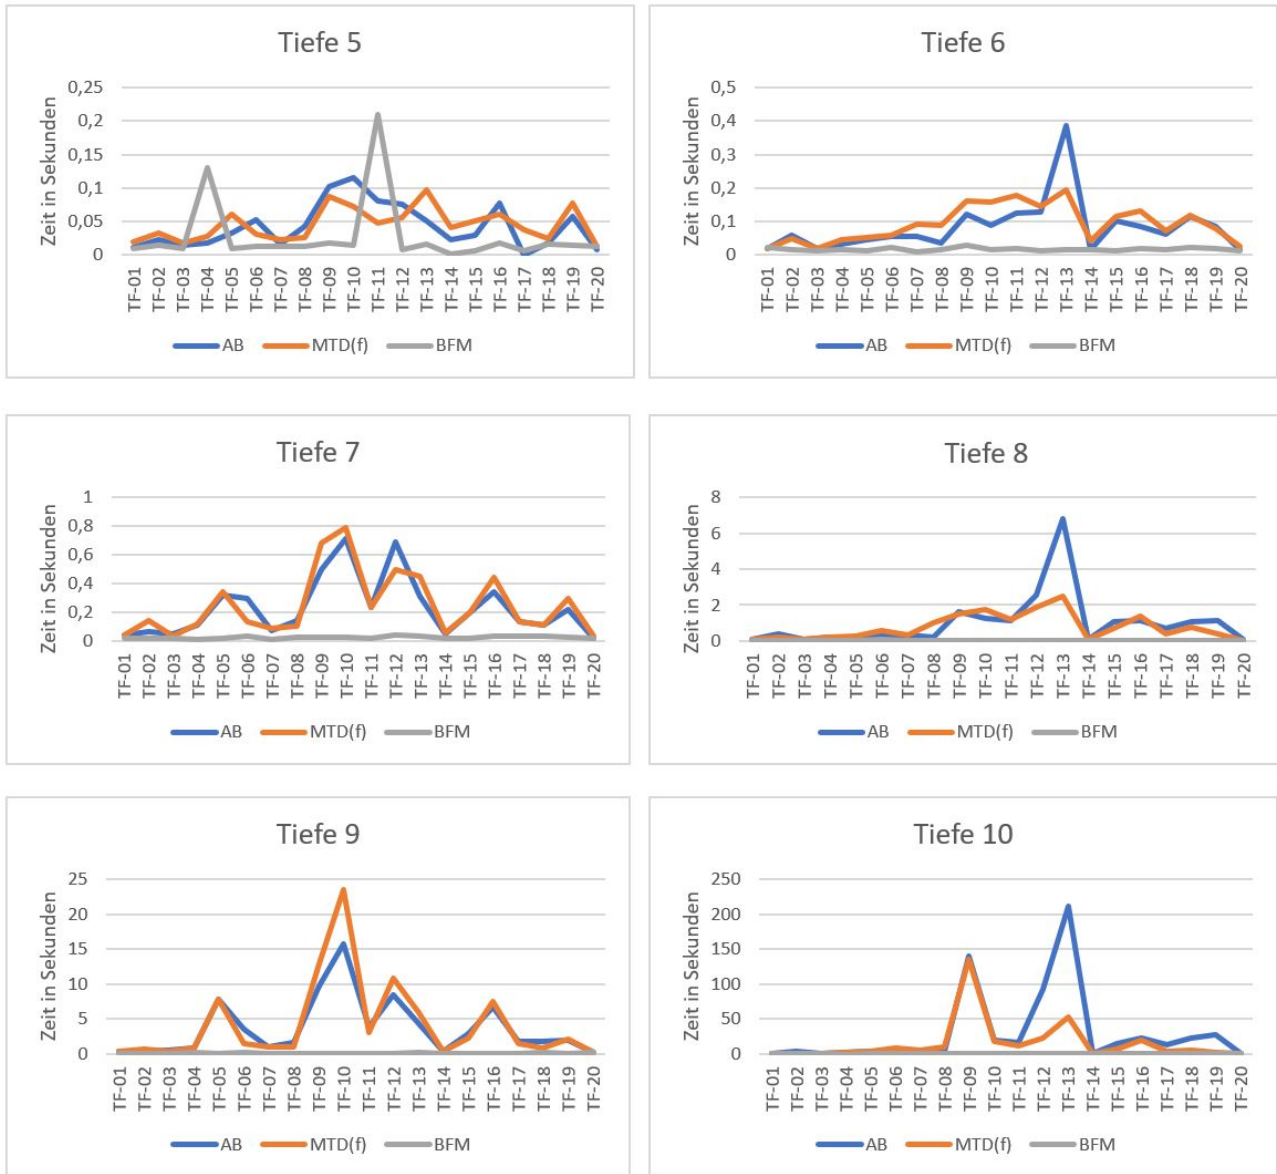 Tiefe 5
Zeit in Sekunden
0,25
0,2
0,15
0,1
0,05
0
TF-01
TF-02
TF-03
TF-04
TF-05
TF-06
TF-07
TF-08
TF-09
TF-10
TF-11
TF-12
TF-13
TF-14
TF-15
TF-16
TF-17
TF-18
TF-19
TF-20
AB MTD(f) BFM
Tiefe 6
Zeit in Sekunden
0,5
0,4
0,3
0,2
0,1
0
TF-01
TF-02
TF-03
TF-04
TF-05
TF-06
TF-07
TF-08
TF-09
TF-10
TF-11
TF-12
TF-13
TF-14
TF-15
TF-16
TF-17
TF-18
TF-19
TF-20
AB MTD(f) BFM
Tiefe 7
Zeit in Sekunden
1
0,8
0,6
0,4
0,2
0
TF-01
TF-02
TF-03
TF-04
TF-05
TF-06
TF-07
TF-08
TF-09
TF-10
TF-11
TF-12
TF-13
TF-14
TF-15
TF-16
TF-17
TF-18
TF-19
TF-20
AB MTD(f) BFM
Tiefe 8
Zeit in Sekunden
8
6
4
2
0
TF-01
TF-02
TF-03
TF-04
TF-05
TF-06
TF-07
TF-08
TF-09
TF-10
TF-11
TF-12
TF-13
TF-14
TF-15
TF-16
TF-17
TF-18
TF-19
TF-20
AB MTD(f) BFM
Tiefe 9
Zeit in Sekunden
25
20
15
10
5
0
TF-01
TF-02
TF-03
TF-04
TF-05
TF-06
TF-07
TF-08
TF-09
TF-10
TF-11
TF-12
TF-13
TF-14
TF-15
TF-16
TF-17
TF-18
TF-19
TF-20
AB MTD(f) BFM
Tiefe 10
Zeit in Sekunden
250
200
150
100
50
0
TF-01
TF-02
TF-03
TF-04
TF-05
TF-06
TF-07
TF-08
TF-09
TF-10
TF-11
TF-12
TF-13
TF-14
TF-15
TF-16
TF-17
TF-18
TF-19
TF-20
AB MTD(f) BFM